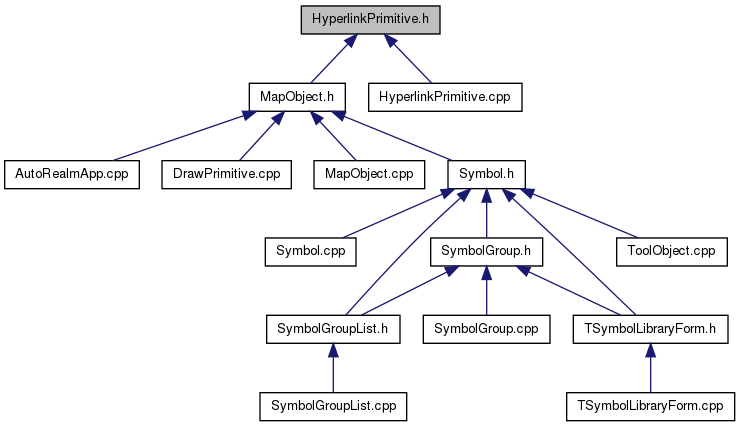 HyperlinkPrimitive.h
MapObject.h
HyperlinkPrimitive.cpp
AutoRealmApp.cpp
DrawPrimitive.cpp
MapObject.cpp
Symbol.h
Symbol.cpp
SymbolGroup.h
ToolObject.cpp
SymbolGroupList.h
SymbolGroup.cpp
TSymbolLibraryForm.h
SymbolGroupList.cpp
TSymbolLibraryForm.cpp